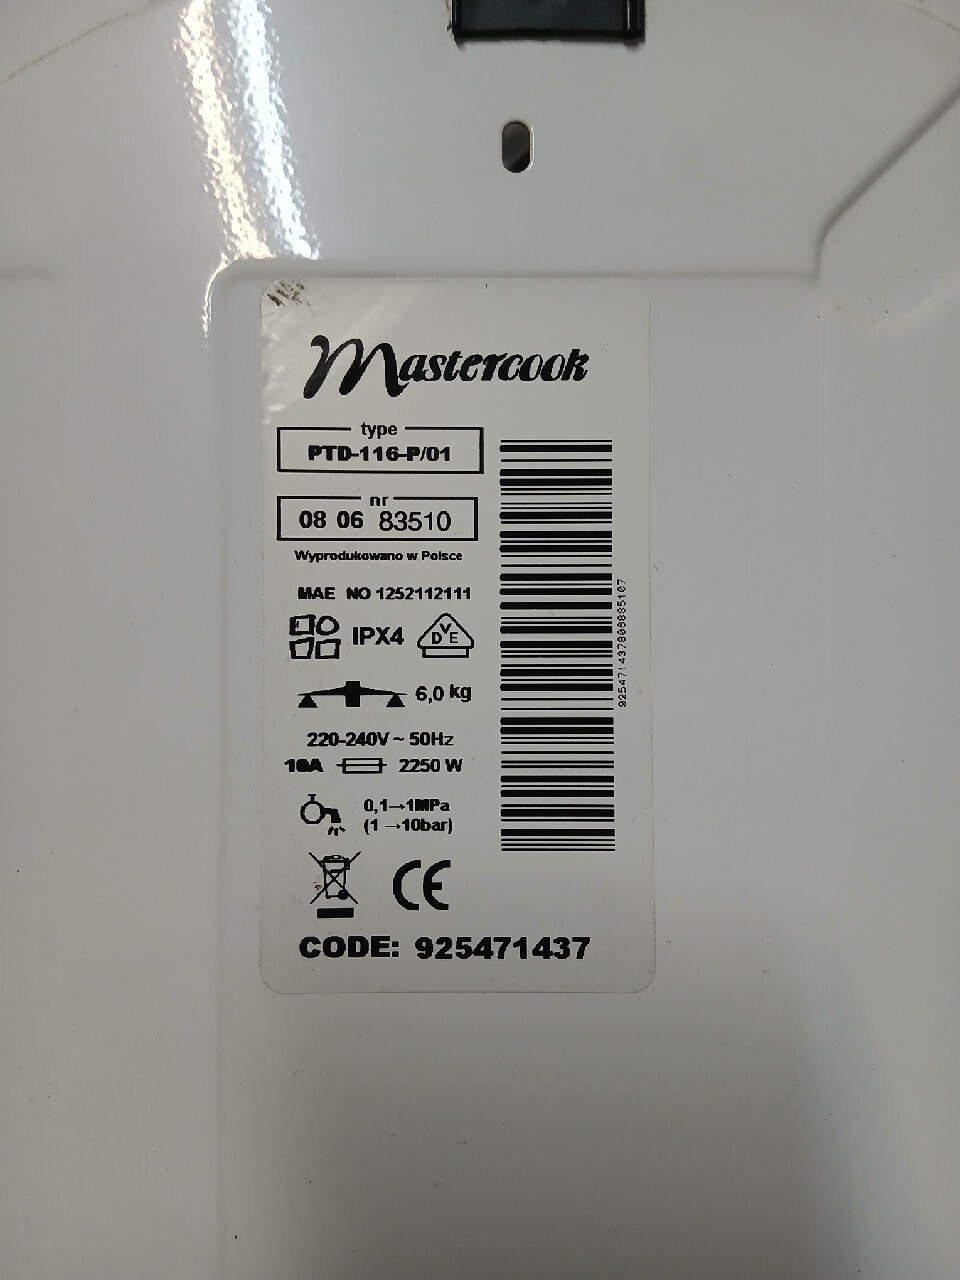 Mastercook
type
PTD-116-P/01
nr
08 06 83510
Wyprodukowano w Polsce
MAE NO 1252112111
IPX4
DVE
6,0 kg
220-240V ~ 50Hz
10A 2250 W
0,1→1MPa
(1 →10bar)
CE
CODE: 925471437